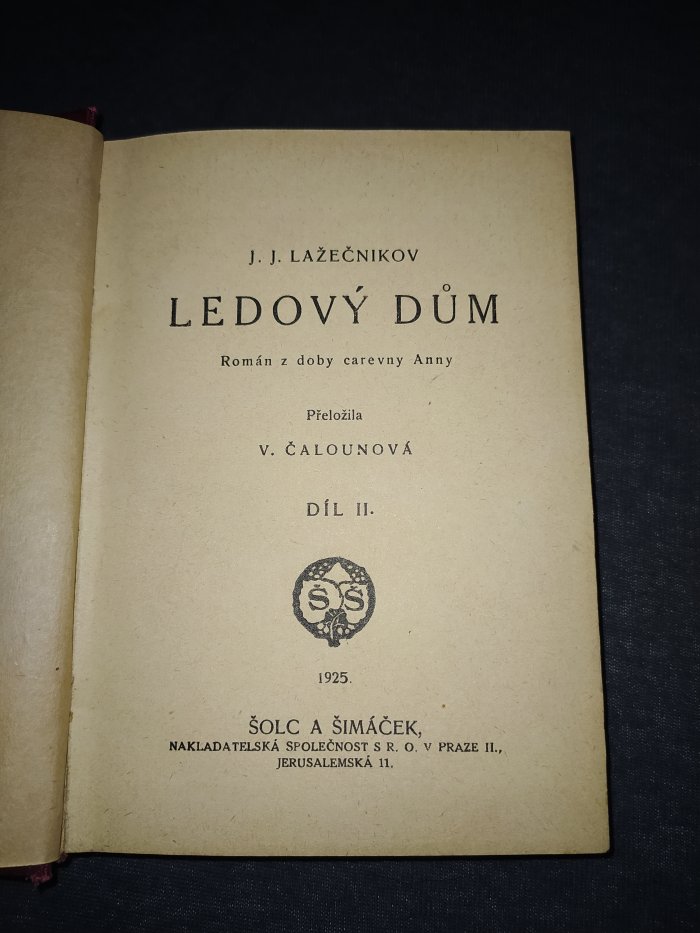 J. J. LAŽEČNIKOV
LEDOVÝ DŮM
Román z doby carevny Anny
Přeložila
V. ČALOUNOVÁ
DÍL II.
Š Š
1925.
ŠOLC A ŠIMÁČEK,
NAKLADATELSKÁ SPOLEČNOST S R. O. V PRAZE II.,
JERUSALEMSKÁ 11.